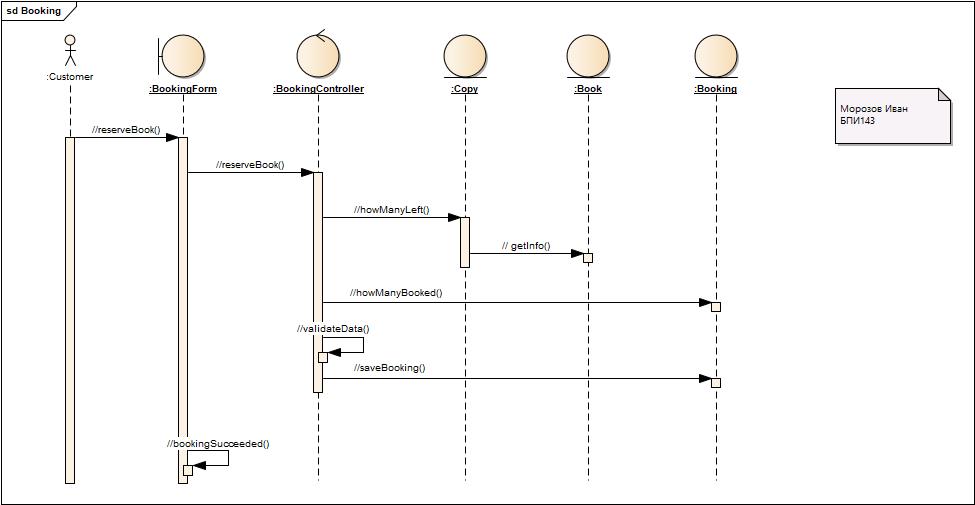 sd Booking
:Customer
:BookingForm
:BookingController
:Copy
:Book
:Booking
Морозов Иван
БПИ143
//reserveBook()
//reserveBook()
//howManyLeft()
// getInfo()
//howManyBooked()
//validateData()
//saveBooking()
//bookingSucceeded()